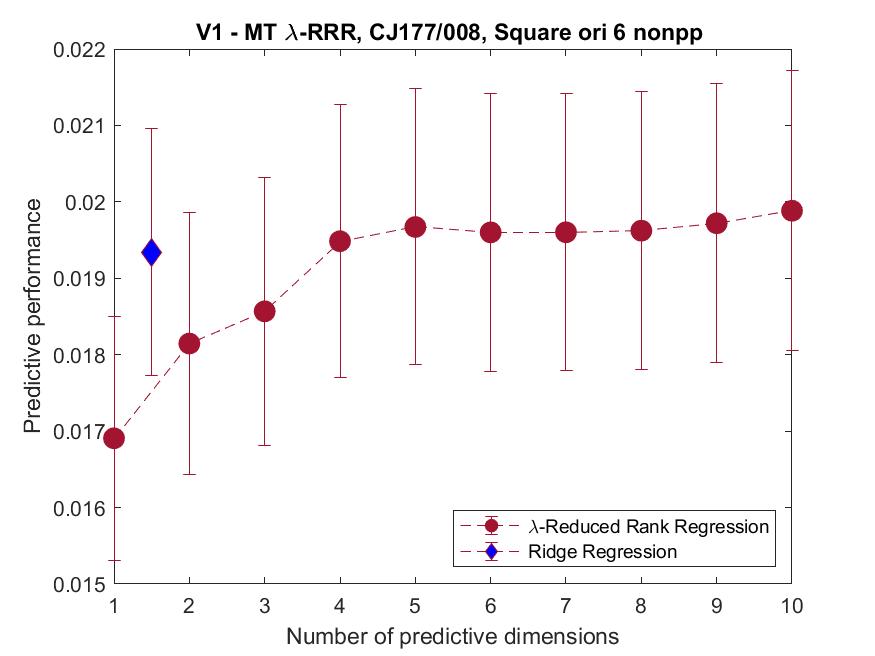 V1 - MT λ-RRR, CJ177/008, Square ori 6 nonpp
0.022
0.021
0.02
0.019
0.018
0.017
0.016
0.015
Predictive performance
λ-Reduced Rank Regression
Ridge Regression
1 2 3 4 5 6 7 8 9 10
Number of predictive dimensions